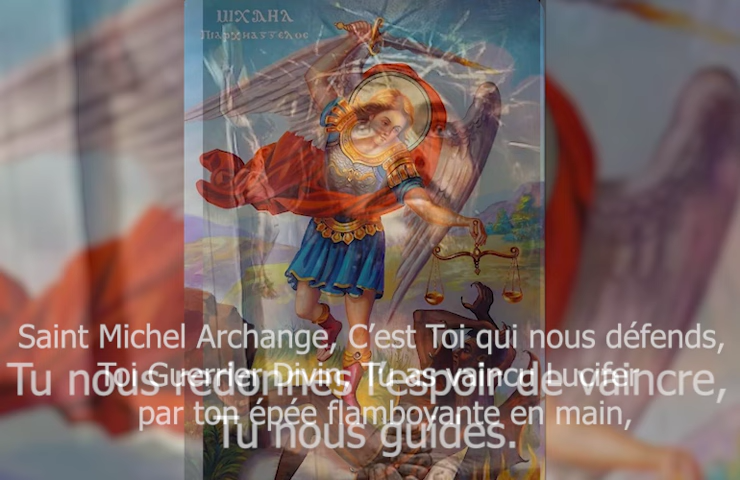 Saint Michel Archange, C’est Toi qui nous défends,
Toi Guerrier Divin, Tu as vaincu Lucifer
Tu nous redonnes l’espoir de vaincre,
par ton épée flamboyante en main,
Tu nous guides.